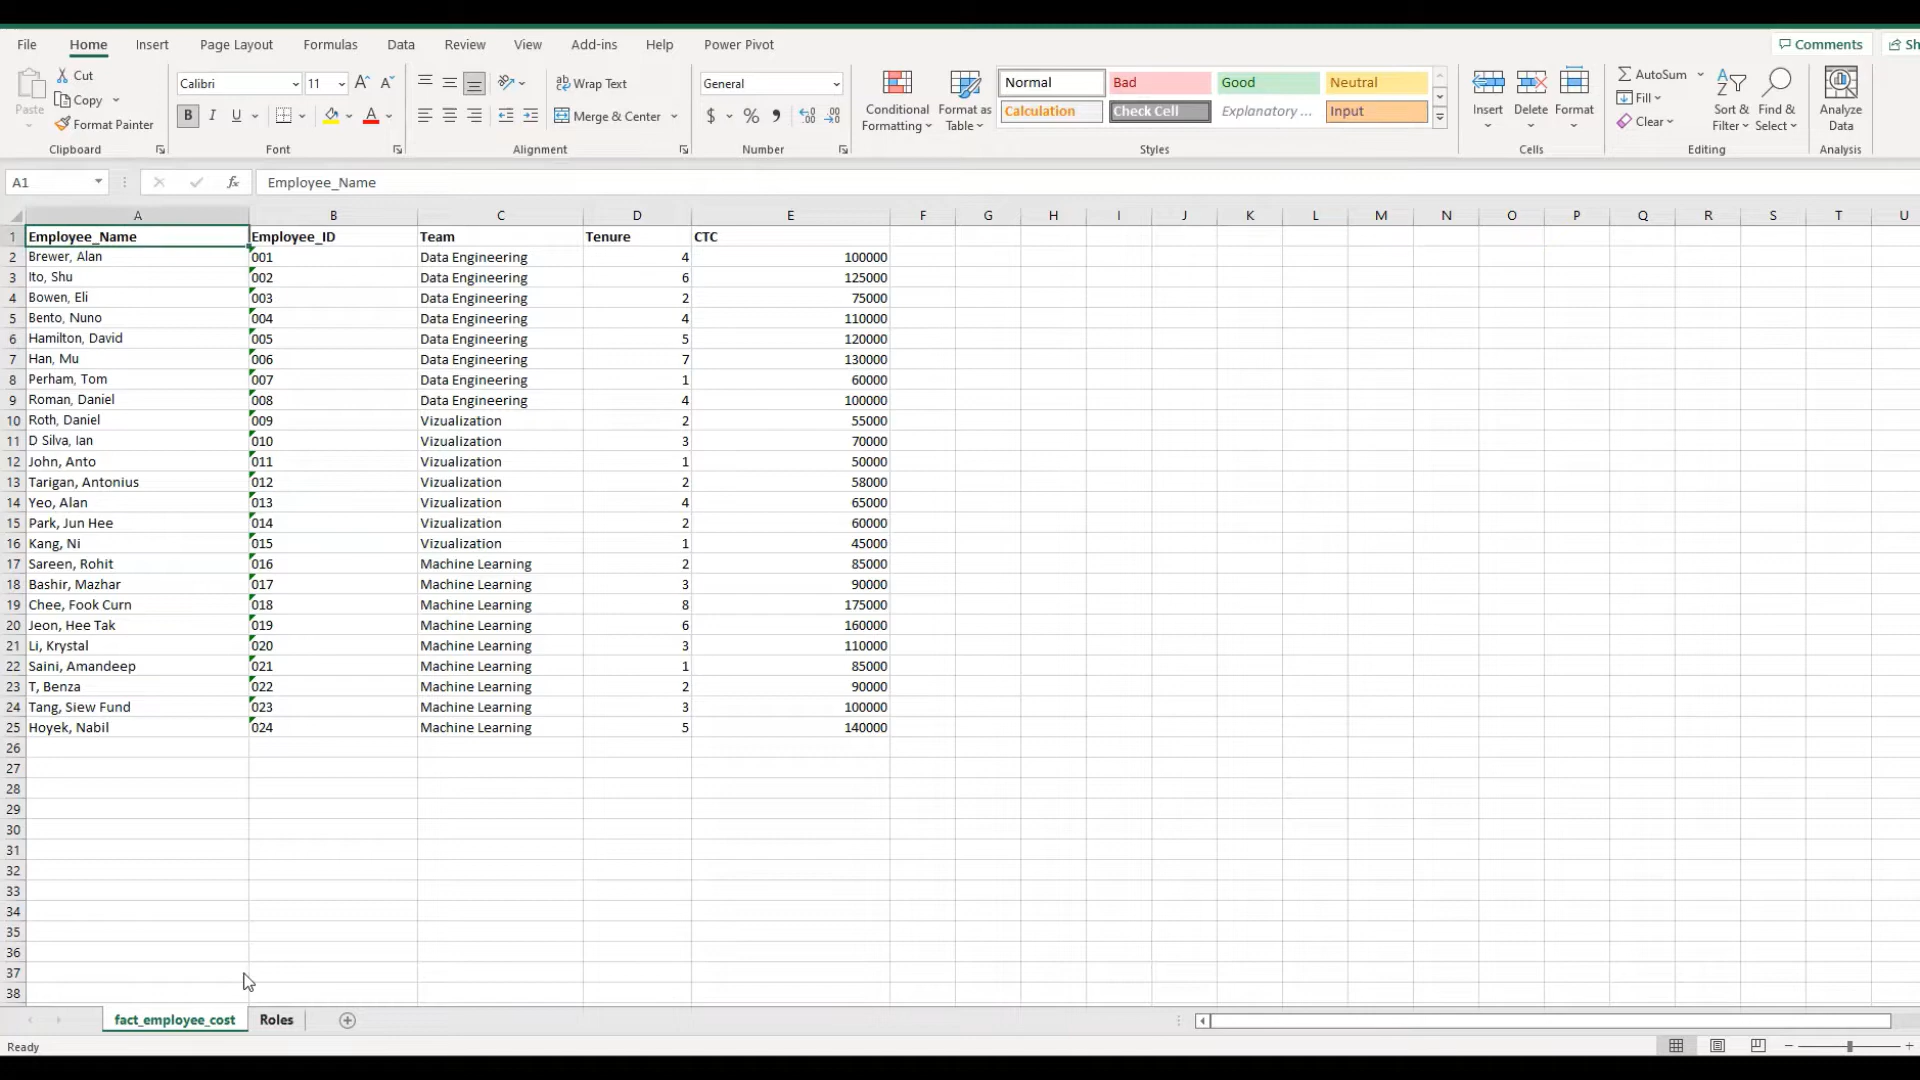 File Home Insert Page Layout Formulas Data Review View Add-ins Help Power Pivot Comments Sh
Paste Cut Copy Format Painter Clipboard
Calibri 11 B I U Font
Wrap Text Merge & Center Alignment
General $ % Number
Conditional Formatting Format as Table
Normal Bad Good Neutral
Calculation Check Cell Explanatory ... Input
Styles
Insert Delete Format Cells
AutoSum Fill Clear Sort & Filter Find & Select Editing
Analyze Data Analysis
A1 fx Employee_Name
A B C D E F G H I J K L M N O P Q R S T U
1 Employee_Name Employee_ID Team Tenure CTC
2 Brewer, Alan 001 Data Engineering 4 100000
3 Ito, Shu 002 Data Engineering 6 125000
4 Bowen, Eli 003 Data Engineering 2 75000
5 Bento, Nuno 004 Data Engineering 4 110000
6 Hamilton, David 005 Data Engineering 5 120000
7 Han, Mu 006 Data Engineering 7 130000
8 Perham, Tom 007 Data Engineering 1 60000
9 Roman, Daniel 008 Data Engineering 4 100000
10 Roth, Daniel 009 Vizualization 2 55000
11 D Silva, Ian 010 Vizualization 3 70000
12 John, Anto 011 Vizualization 1 50000
13 Tarigan, Antonius 012 Vizualization 2 58000
14 Yeo, Alan 013 Vizualization 4 65000
15 Park, Jun Hee 014 Vizualization 2 60000
16 Kang, Ni 015 Vizualization 1 45000
17 Sareen, Rohit 016 Machine Learning 2 85000
18 Bashir, Mazhar 017 Machine Learning 3 90000
19 Chee, Fook Curn 018 Machine Learning 8 175000
20 Jeon, Hee Tak 019 Machine Learning 6 160000
21 Li, Krystal 020 Machine Learning 3 110000
22 Saini, Amandeep 021 Machine Learning 1 85000
23 T, Benza 022 Machine Learning 2 90000
24 Tang, Siew Fund 023 Machine Learning 3 100000
25 Hoyek, Nabil 024 Machine Learning 5 140000
26
27
28
29
30
31
32
33
34
35
36
37
38
fact_employee_cost Roles
Ready